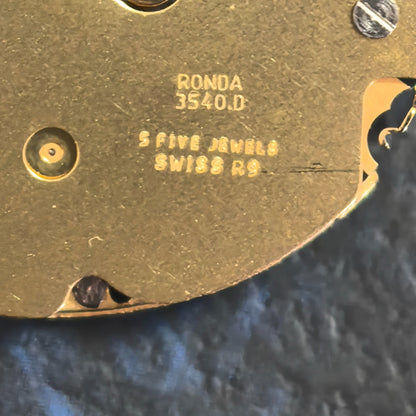 RONDA
3540.D
5 FIVE JEWELS
SWISS R9